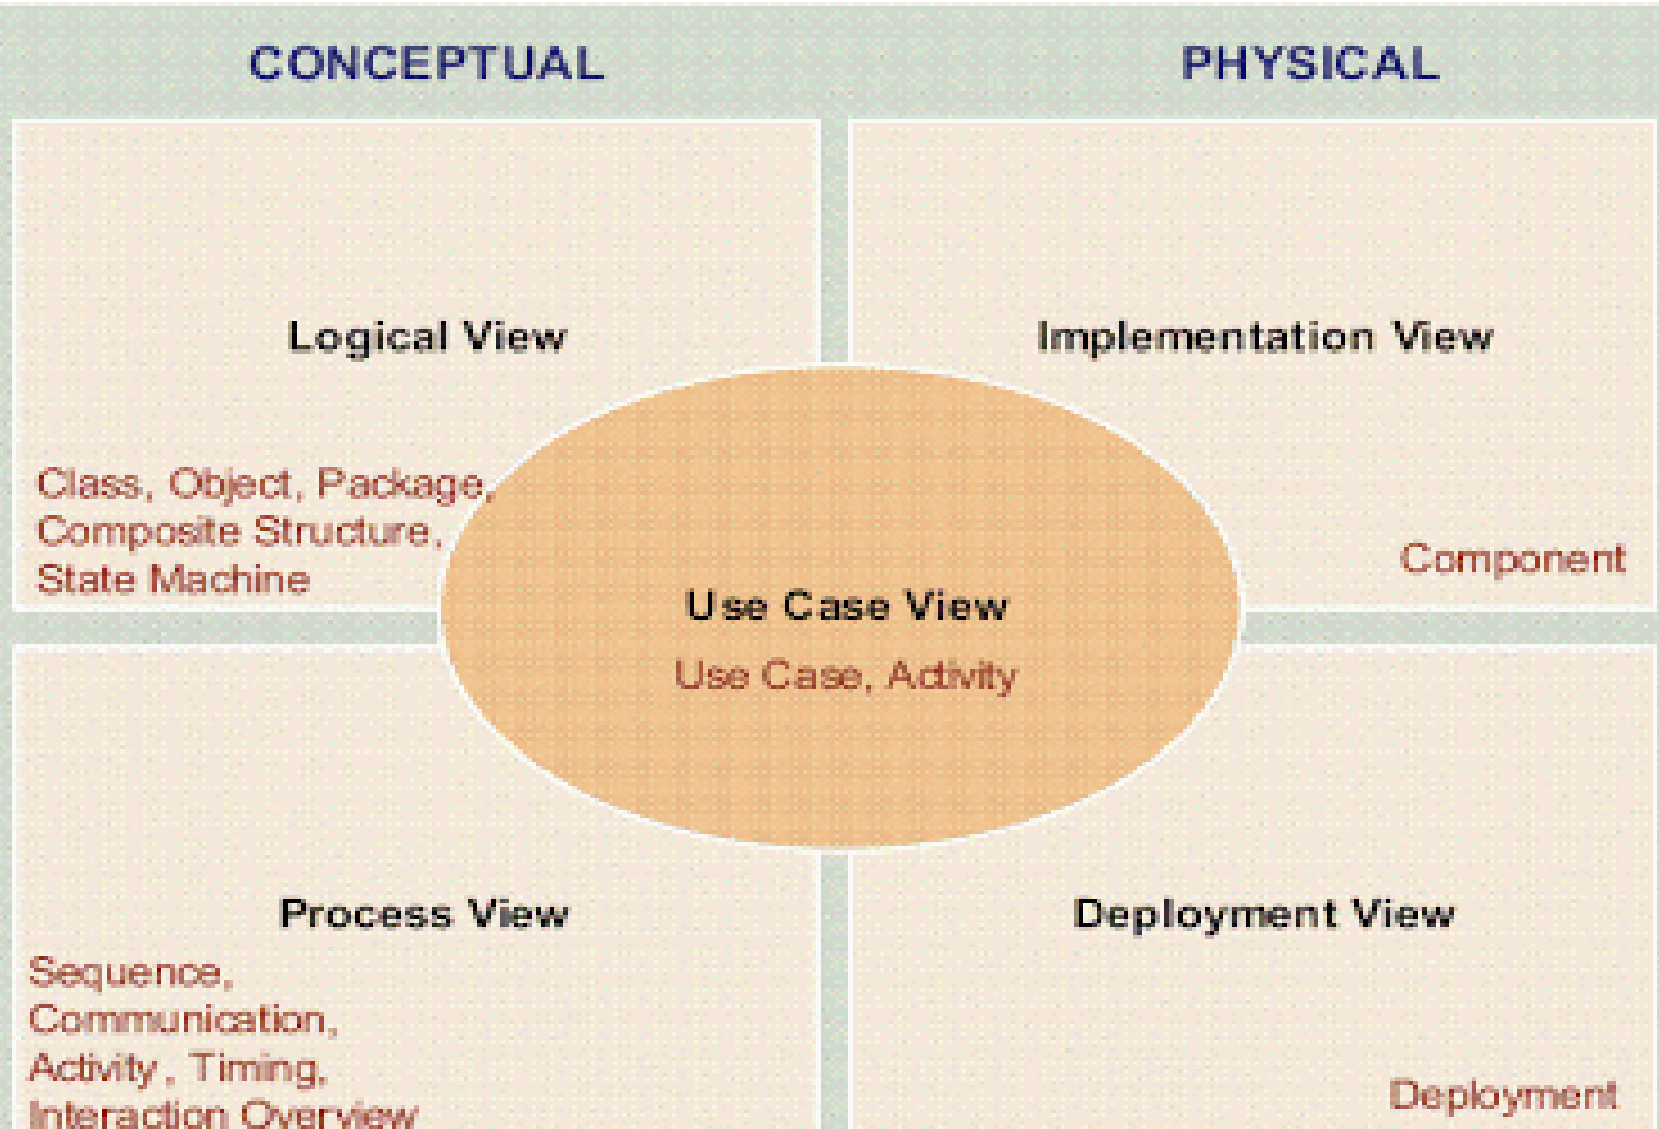 CONCEPTUAL
PHYSICAL
Logical View
Implementation View
Class, Object, Package,
Composite Structure,
State Machine
Component
Use Case View
Use Case, Activity
Process View
Deployment View
Sequence,
Communication,
Activity, Timing,
Interaction Overview
Deployment